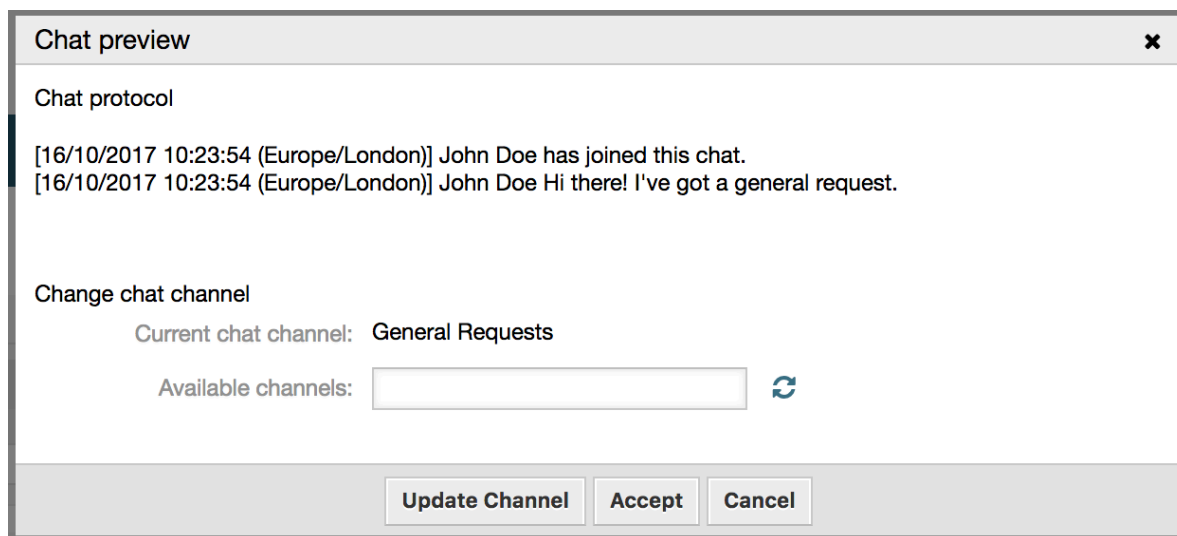 Chat preview
Chat protocol
[16/10/2017 10:23:54 (Europe/London)] John Doe has joined this chat.
[16/10/2017 10:23:54 (Europe/London)] John Doe Hi there! I've got a general request.
Change chat channel
Current chat channel: General Requests
Available channels:
Update Channel Accept Cancel